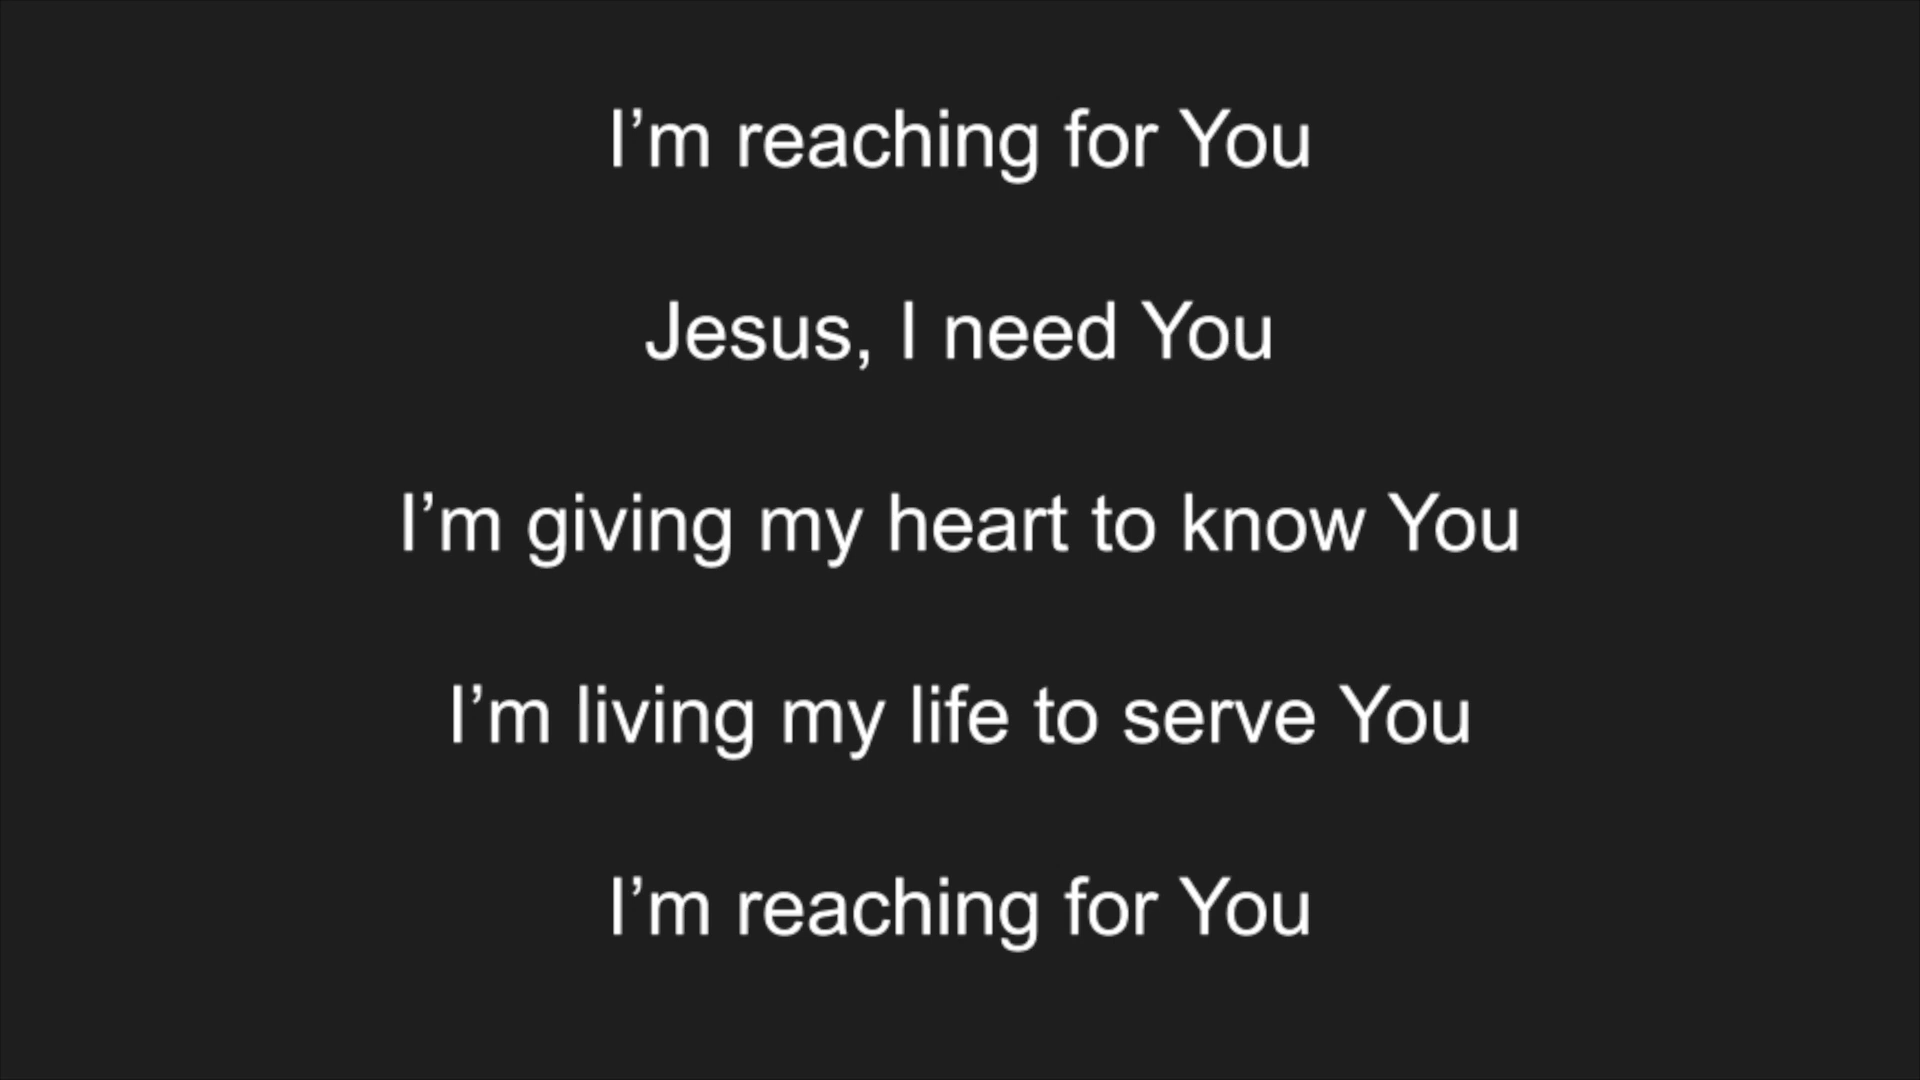 I’m reaching for You
Jesus, I need You
I’m giving my heart to know You
I’m living my life to serve You
I’m reaching for You